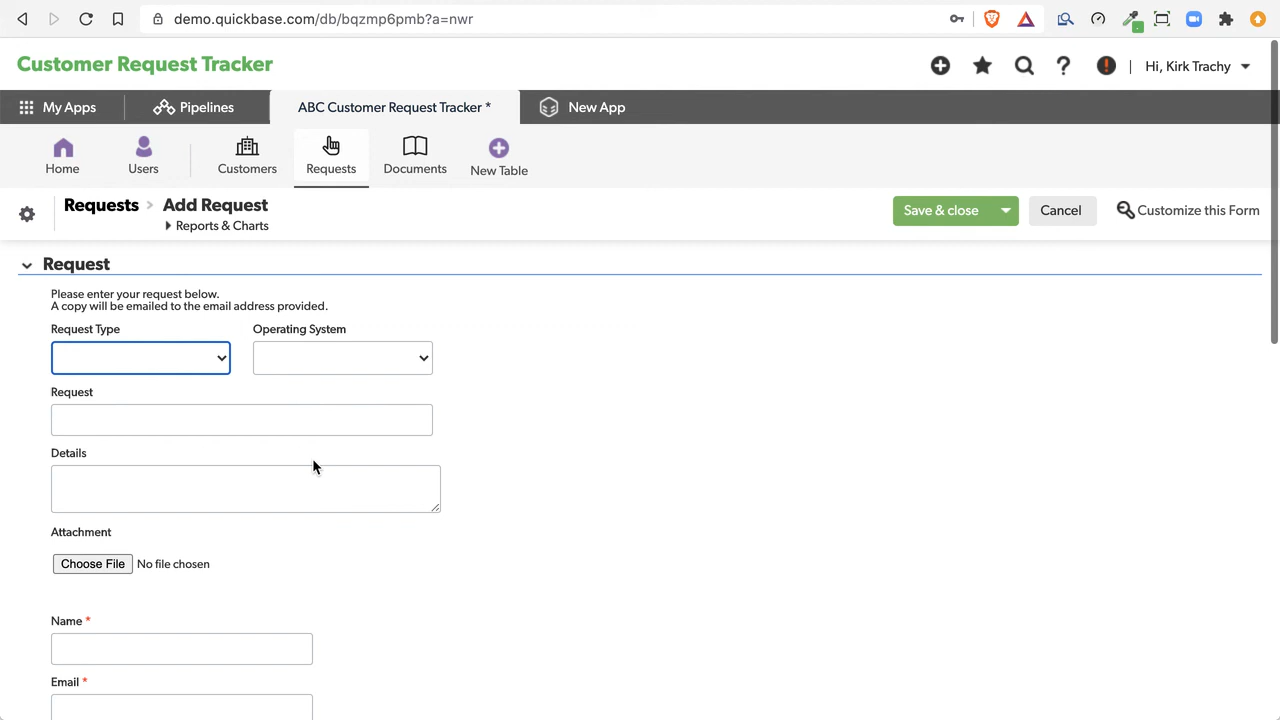 demo.quickbase.com/db/bqzmp6pmb?a=nwr
Customer Request Tracker
Hi, Kirk Trachy
My Apps
Pipelines
ABC Customer Request Tracker *
New App
Home
Users
Customers
Requests
Documents
New Table
Requests > Add Request
Reports & Charts
Save & close
Cancel
Customize this Form
Request
Please enter your request below.
A copy will be emailed to the email address provided.
Request Type
Operating System
Request
Details
Attachment
Choose File No file chosen
Name *
Email *